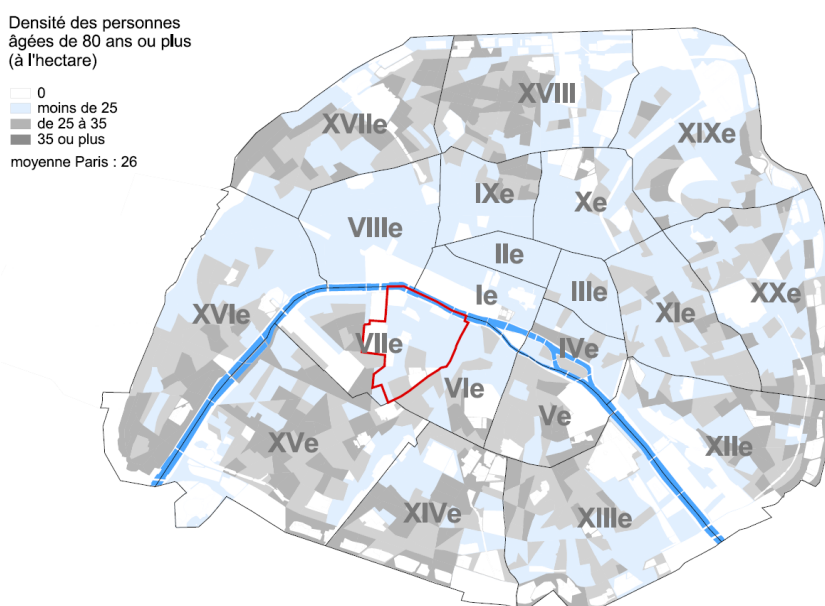 Densité des personnes
âgées de 80 ans ou plus
(à l'hectare)
0
moins de 25
de 25 à 35
35 ou plus
moyenne Paris : 26
XVIIe
XVIII
XIXe
IXe
Xe
VIIIe
IIe
Ie
IIIe
XIe
XXe
XVIe
VIIe
IVe
VIe
Ve
XVe
XIIe
XIVe
XIIIe